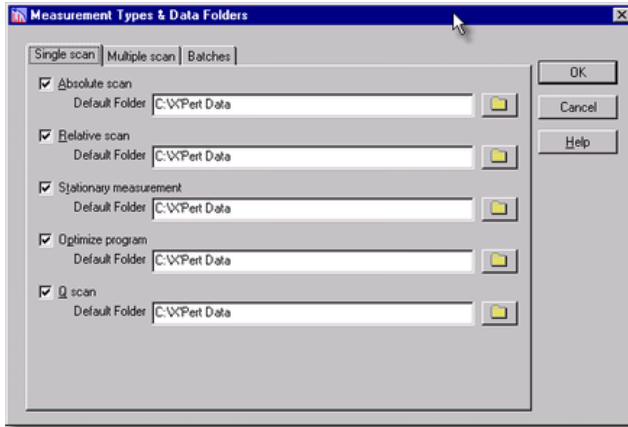 Measurement Types & Data Folders
Single scan Multiple scan Batches
Absolute scan
Default Folder C:\X'Pert Data
Relative scan
Default Folder C:\X'Pert Data
Stationary measurement
Default Folder C:\X'Pert Data
Optimize program
Default Folder C:\X'Pert Data
Q scan
Default Folder C:\X'Pert Data
OK
Cancel
Help